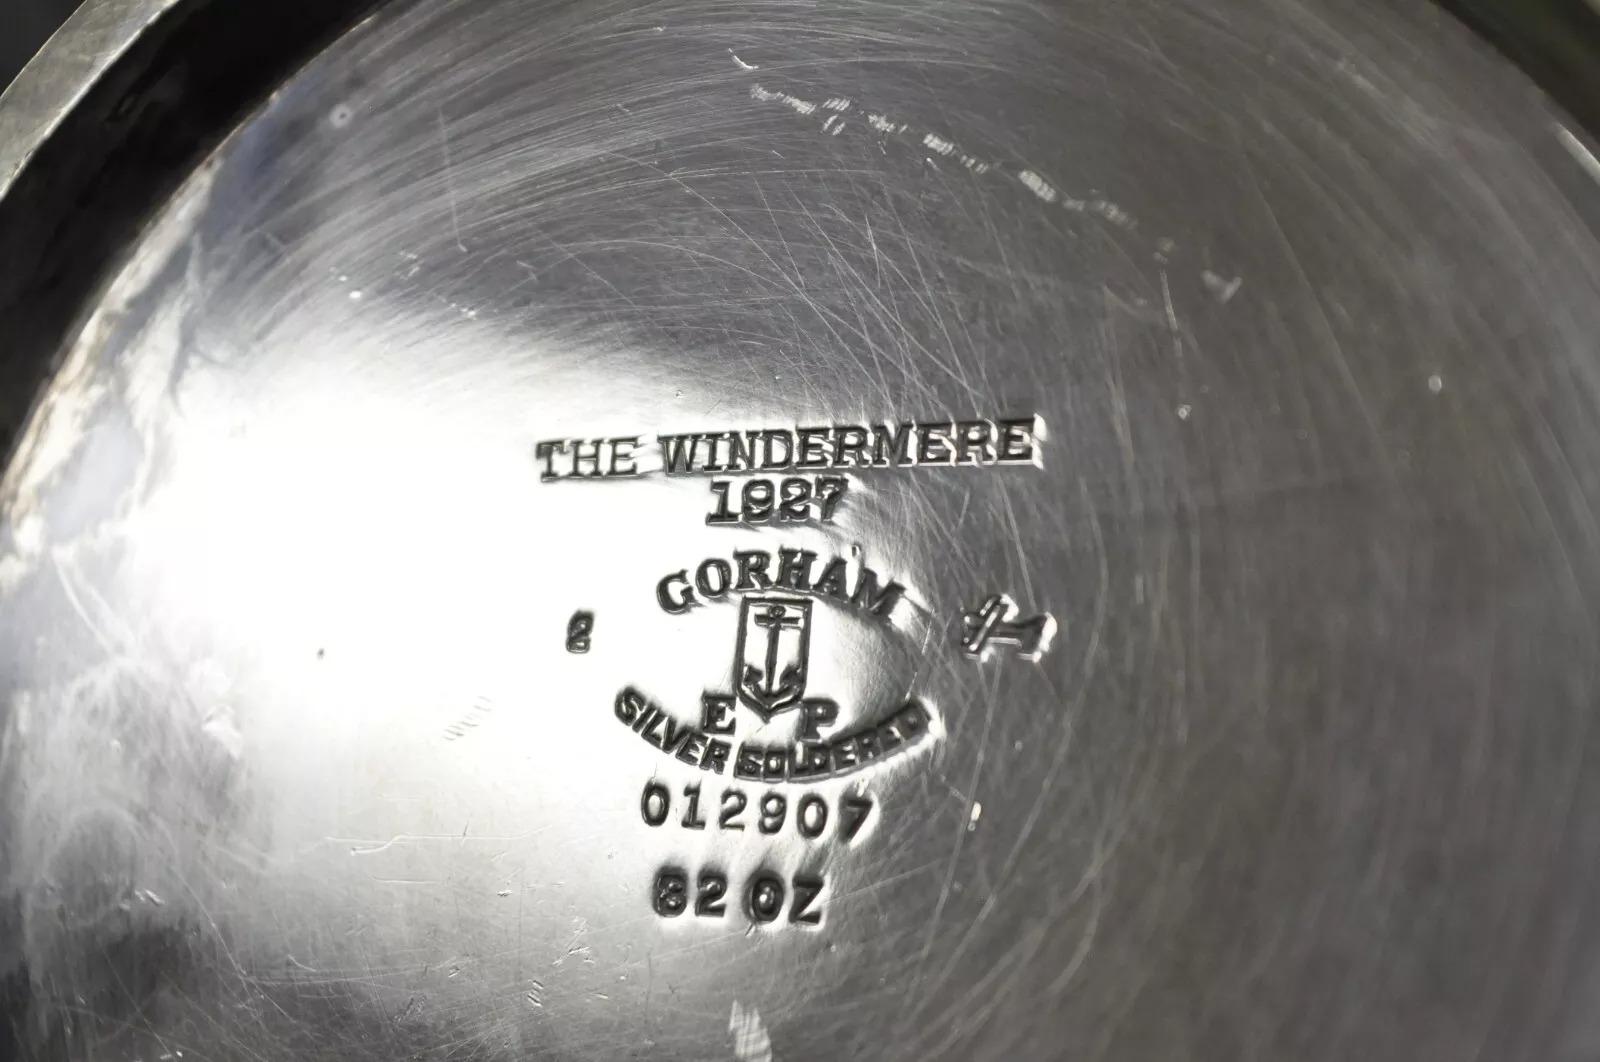 THE WINDERMERE
1927
GORHAM
2
E P
SILVER SOLDERED
012907
82 OZ